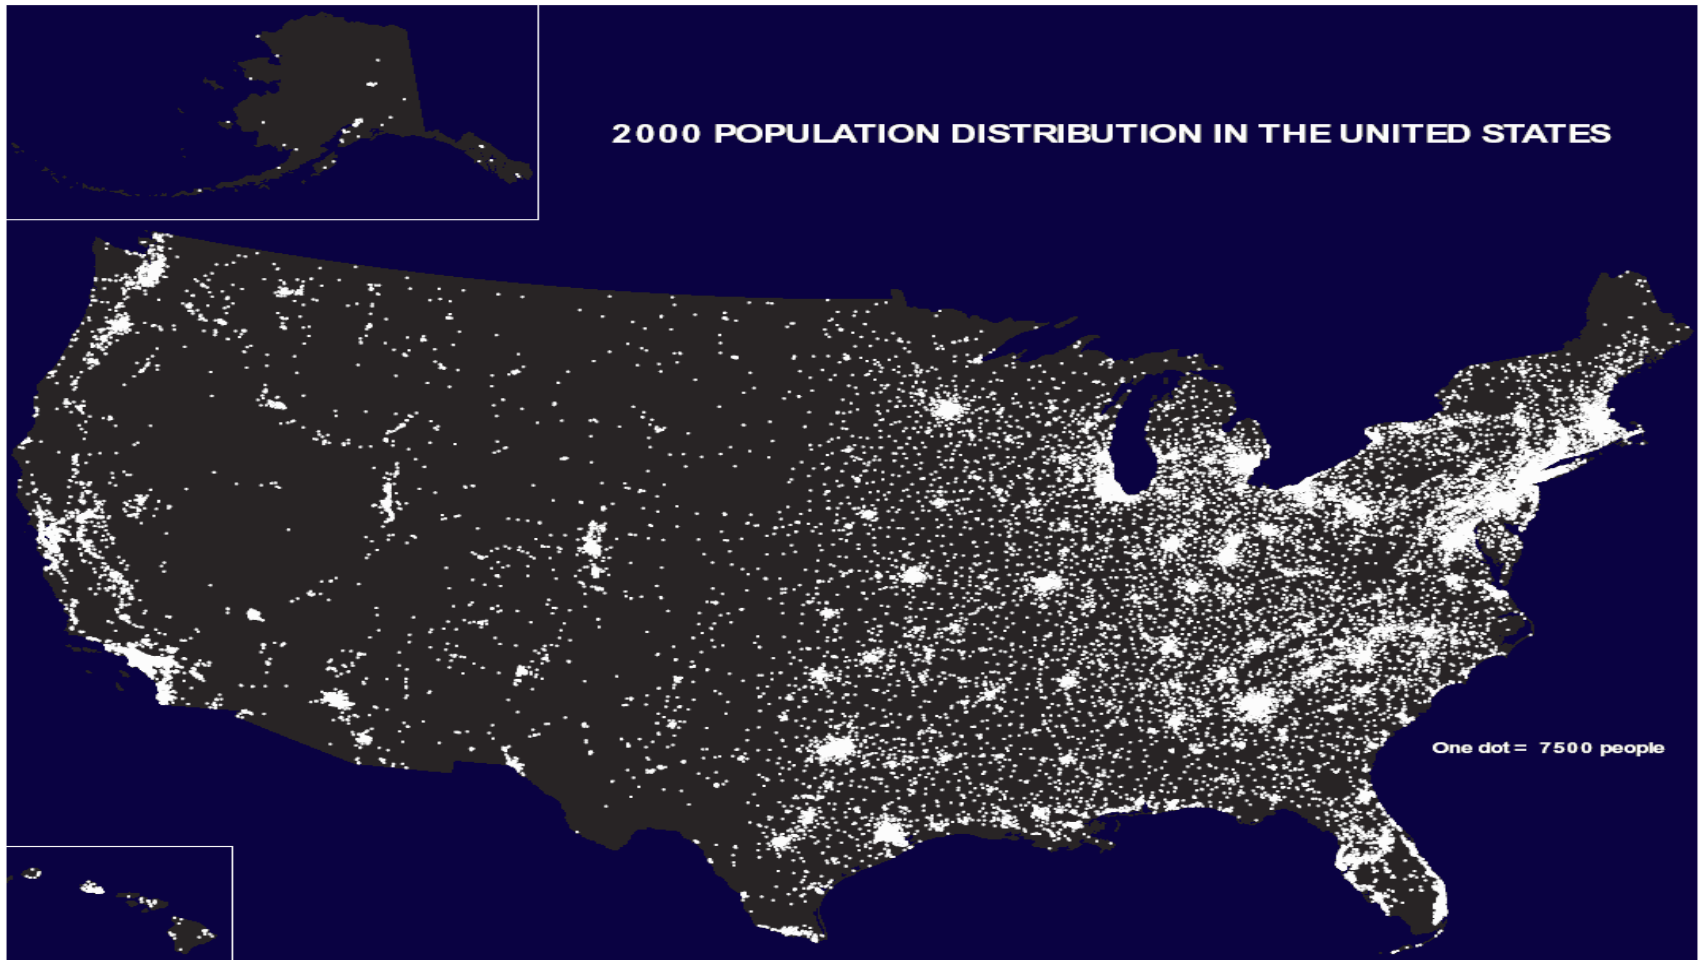 2000 POPULATION DISTRIBUTION IN THE UNITED STATES
One dot = 7500 people